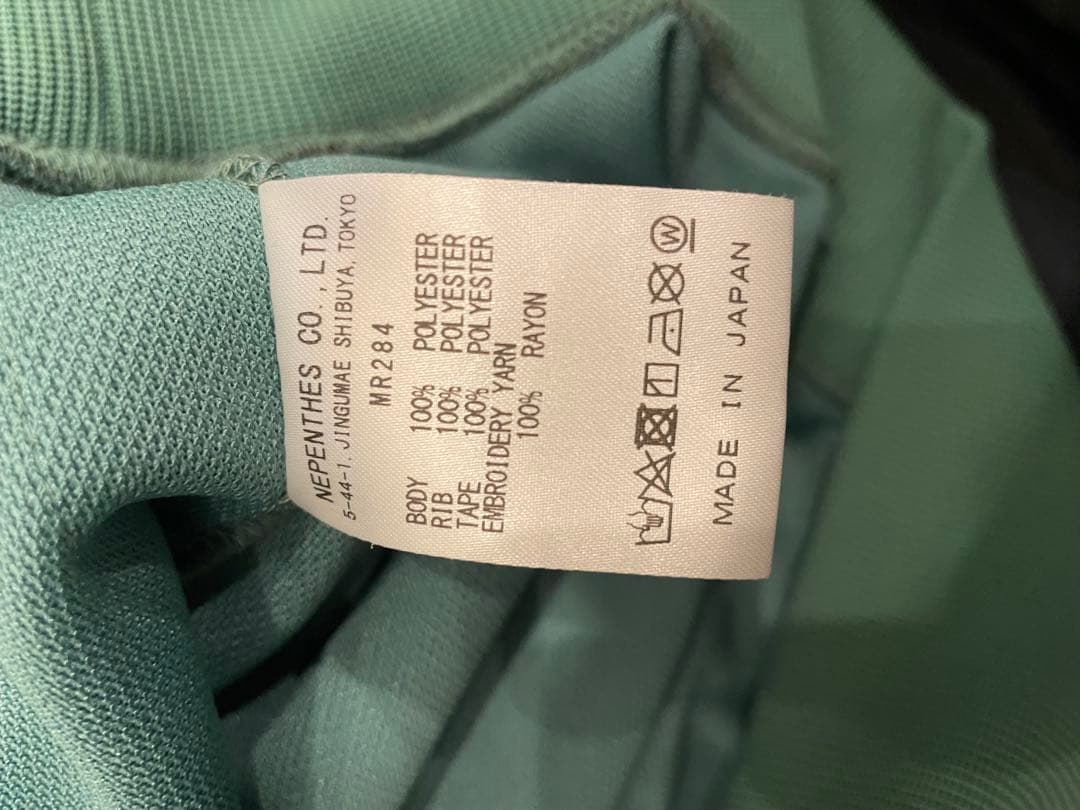 NEPENTHES CO., LTD.
5-44-1, JINGUMAE SHIBUYA, TOKYO
MR284
BODY 100% POLYESTER
RIB 100% POLYESTER
TAPE 100% POLYESTER
EMBROIDERY YARN
100% RAYON
W
MADE IN JAPAN